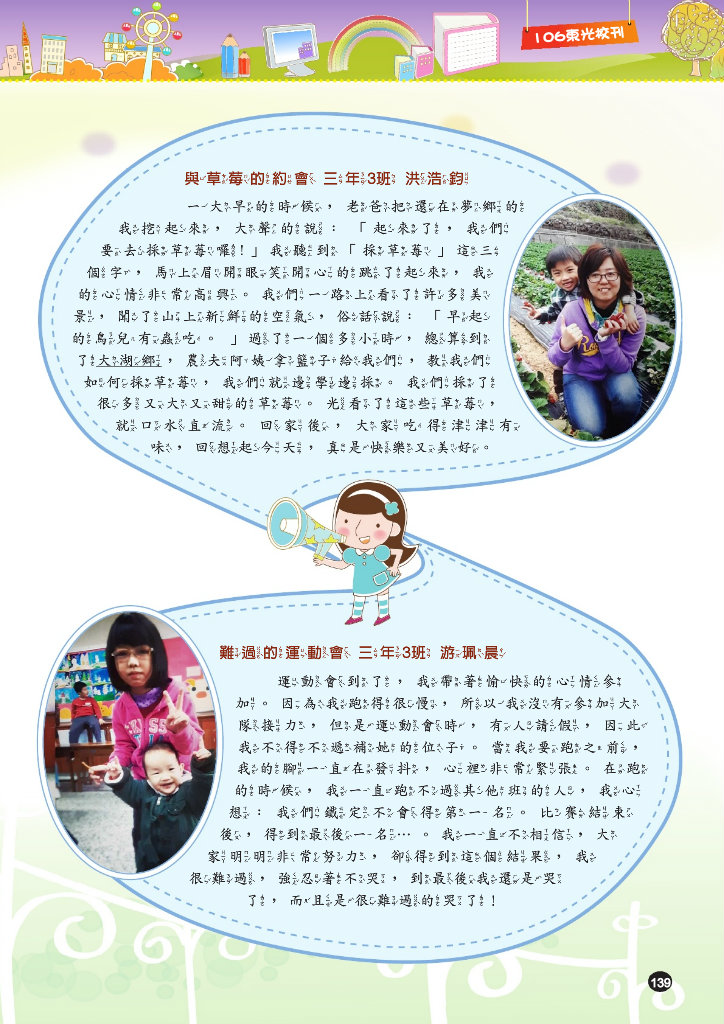 106東光校刊
與草莓的約會 三年3班 洪浩鈞
一大早的時候，老爸把還在夢鄉的
我挖起來，大聲的說：「起來了，我們
要去採草莓囉！」我聽到「採草莓」這三
個字，馬上眉開眼笑開心的跳了起來，我
的心情非常高興。我們一路上看了許多美
景，聞了山上新鮮的空氣，俗話說：「早起
的鳥兒有蟲吃。」過了一個多小時，總算到
了大湖鄉，農夫阿姨拿籃子給我們，教我們
如何採草莓，我們就邊學邊採。我們採了
很多又大又甜的草莓。光看了這些草莓，
就口水直流。回家後，大家吃得津津有
味，回想起今天，真是快樂又美好。
難過的運動會 三年3班 游珮晨
運動會到了，我帶著愉快的心情參
加。因為我跑得很慢，所以我沒有參加大
隊接力，但是運動會時，有人請假，因此
我不得不遞補她的位子。當我要跑之前，
我的腳一直在發抖，心裡非常緊張。在跑
的時候，我一直跑不過其他班的人，我心
想：我們鐵定不會得第一名。比賽結束
後，得到最後一名…。我一直不相信，大
家明明非常努力，卻得到這個結果，我
很難過，強忍著不哭，到最後我還是哭
了，而且是很難過的哭了！
139